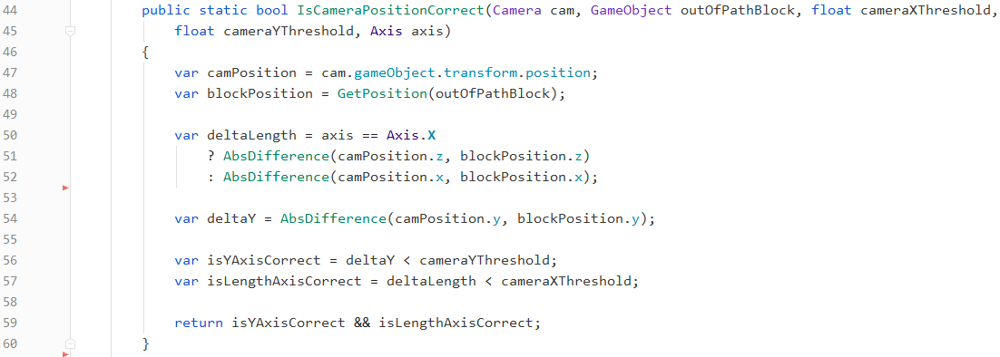 44 public static bool IsCameraPositionCorrect(Camera cam, GameObject outOfPathBlock, float cameraXThreshold,
45 float cameraYThreshold, Axis axis)
46 {
47 var camPosition = cam.gameObject.transform.position;
48 var blockPosition = GetPosition(outOfPathBlock);
49
50 var deltaLength = axis == Axis.X
51 ? AbsDifference(camPosition.z, blockPosition.z)
52 : AbsDifference(camPosition.x, blockPosition.x);
53
54 var deltaY = AbsDifference(camPosition.y, blockPosition.y);
55
56 var isYAxisCorrect = deltaY < cameraYThreshold;
57 var isLengthAxisCorrect = deltaLength < cameraXThreshold;
58
59 return isYAxisCorrect && isLengthAxisCorrect;
60 }